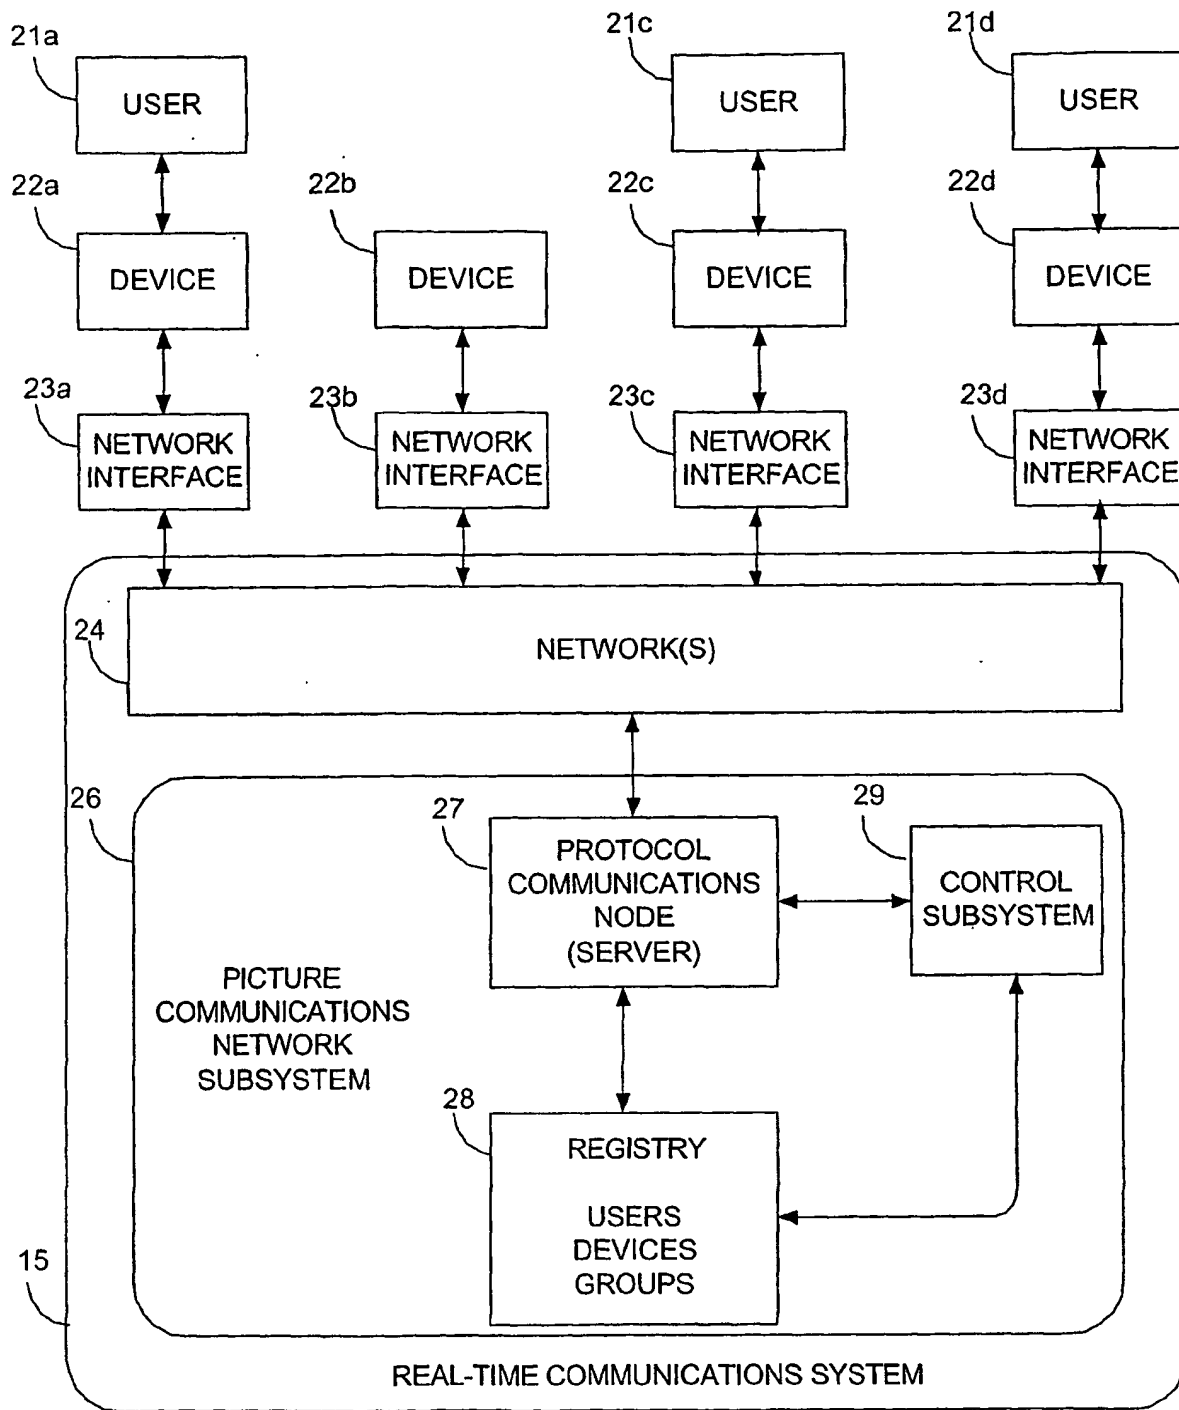 21a
21c
21d
USER
USER
USER
22a
22b
22c
22d
DEVICE
DEVICE
DEVICE
DEVICE
23a
23b
23c
23d
NETWORK
INTERFACE
NETWORK
INTERFACE
NETWORK
INTERFACE
NETWORK
INTERFACE
24
NETWORK(S)
26
27
29
PROTOCOL
COMMUNICATIONS
NODE
(SERVER)
CONTROL
SUBSYSTEM
PICTURE
COMMUNICATIONS
NETWORK
SUBSYSTEM
28
REGISTRY
USERS
DEVICES
GROUPS
15
REAL-TIME COMMUNICATIONS SYSTEM